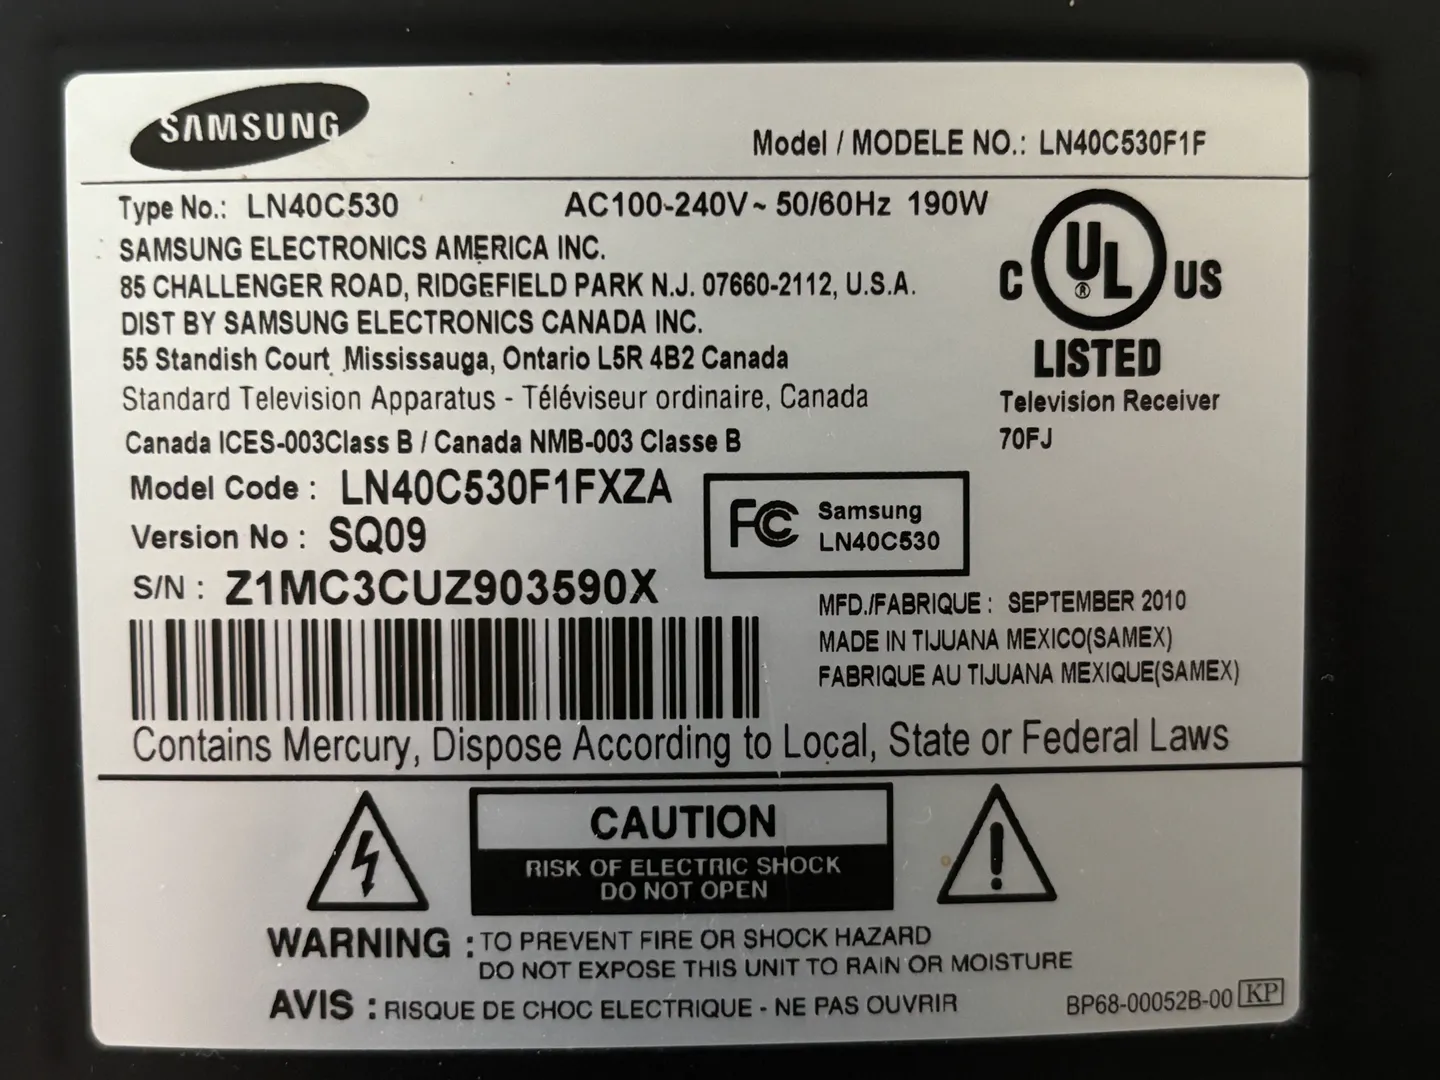 SAMSUNG
Model / MODELE NO.: LN40C530F1F
Type No.: LN40C530 AC100-240V~ 50/60Hz 190W
SAMSUNG ELECTRONICS AMERICA INC.
85 CHALLENGER ROAD, RIDGEFIELD PARK N.J. 07660-2112, U.S.A.
DIST BY SAMSUNG ELECTRONICS CANADA INC.
55 Standish Court, Mississauga, Ontario L5R 4B2 Canada
Standard Television Apparatus - Téléviseur ordinaire, Canada
Canada ICES-003Class B / Canada NMB-003 Classe B
C UL ® US
LISTED
Television Receiver
70FJ
Model Code : LN40C530F1FXZA
Version No : SQ09
S/N : Z1MC3CUZ903590X
FC Samsung
LN40C530
MFD./FABRIQUE : SEPTEMBER 2010
MADE IN TIJUANA MEXICO(SAMEX)
FABRIQUE AU TIJUANA MEXIQUE(SAMEX)
Contains Mercury, Dispose According to Local, State or Federal Laws
CAUTION
RISK OF ELECTRIC SHOCK
DO NOT OPEN
WARNING : TO PREVENT FIRE OR SHOCK HAZARD
DO NOT EXPOSE THIS UNIT TO RAIN OR MOISTURE
AVIS : RISQUE DE CHOC ELECTRIQUE - NE PAS OUVRIR
BP68-00052B-00 KP